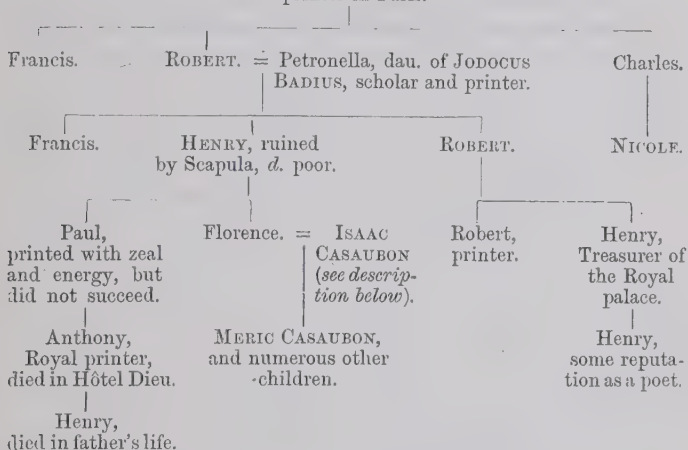 Francis.
ROBERT. = Petronella, dau. of JODOCUS
BADIUS, scholar and printer.
Charles.
Francis.
HENRY, ruined
by Scapula, d. poor.
ROBERT.
NICOLE.
Paul,
printed with zeal
and energy, but
did not succeed.
Florence. = ISAAC
CASAUBON
(see descrip-
tion below).
Robert,
printer.
Henry,
Treasurer of
the Royal
palace.
Anthony,
Royal printer,
died in Hôtel Dieu.
MERIC CASAUBON,
and numerous other
children.
Henry,
some reputa-
tion as a poet.
Henry,
died in father's life.